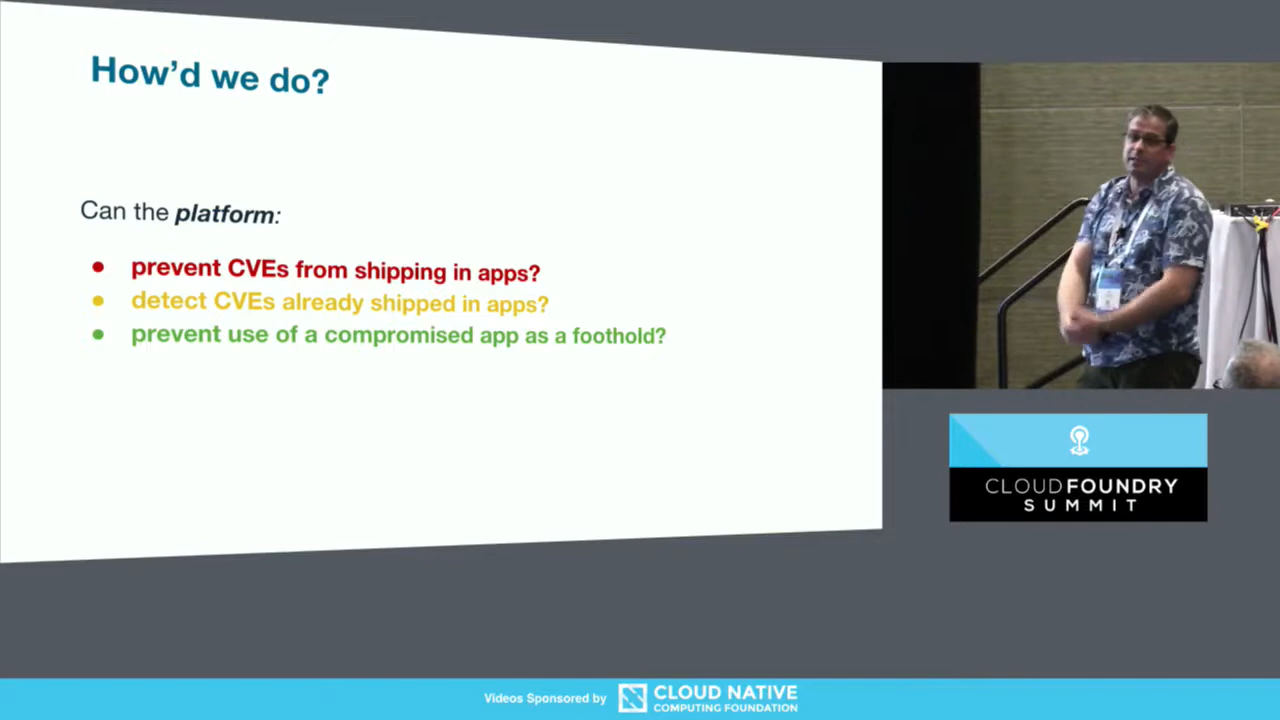 How'd we do?
Can the platform:
prevent CVEs from shipping in apps?
detect CVEs already shipped in apps?
prevent use of a compromised app as a foothold?
CLOUD FOUNDRY
SUMMIT
Videos Sponsored by
CLOUD NATIVE
COMPUTING FOUNDATION